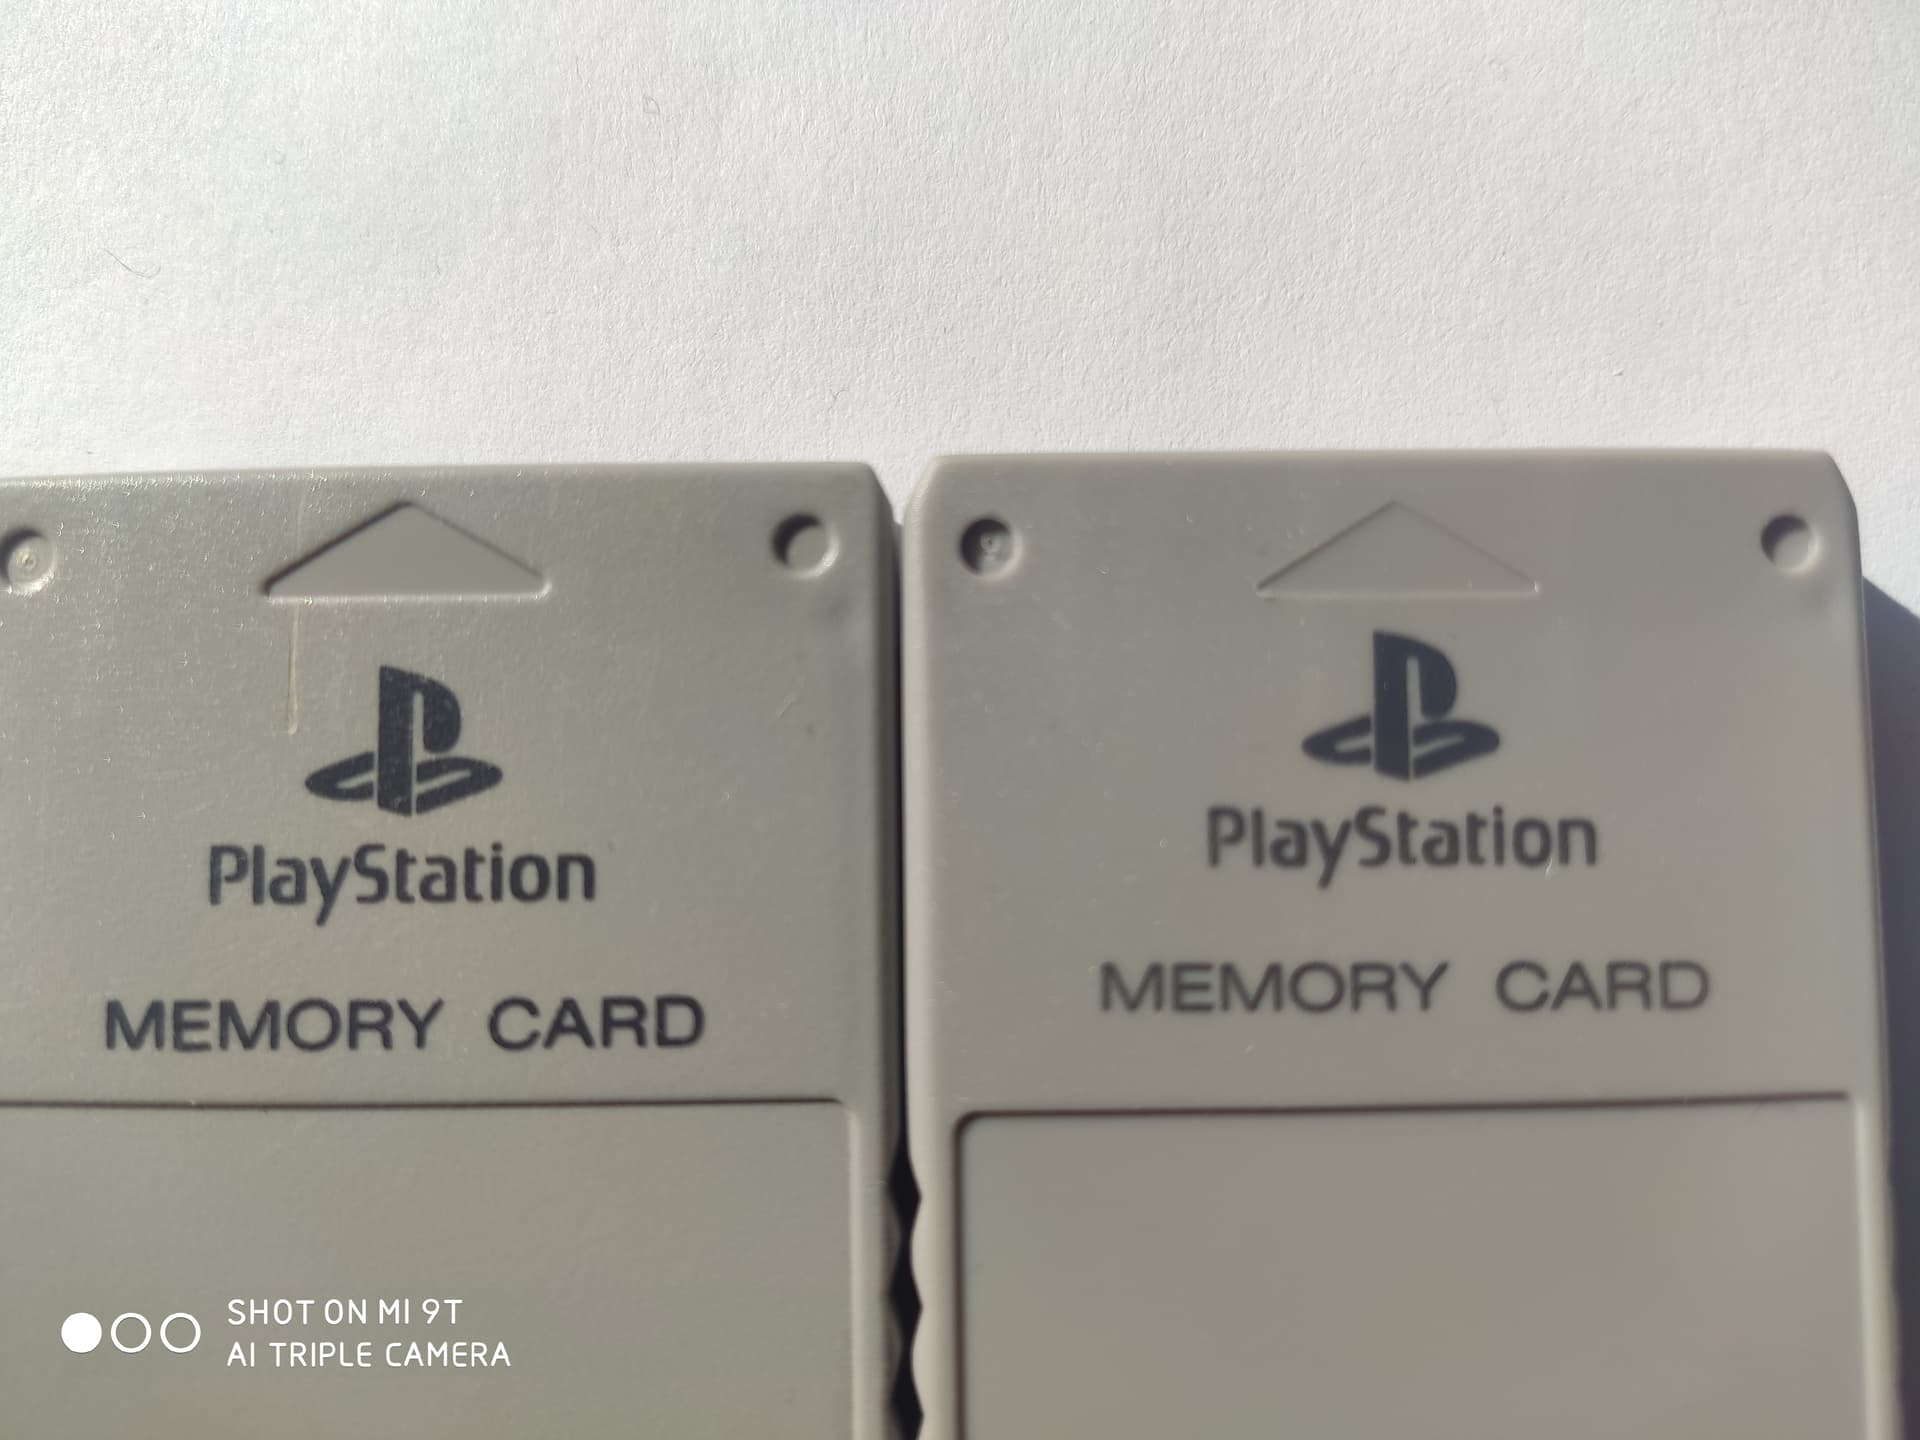 PlayStation
MEMORY CARD
PlayStation
MEMORY CARD
SHOT ON MI 9T
AI TRIPLE CAMERA